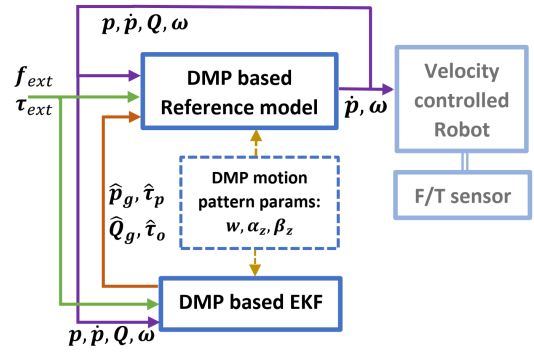 p, ṗ, Q, ω
f_ext
τ_ext
DMP based
Reference model
ṗ, ω
Velocity
controlled
Robot
F/T sensor
p̂_g, τ̂_p
Q̂_g, τ̂_o
DMP motion
pattern params:
w, α_z, β_z
DMP based EKF
p, ṗ, Q, ω